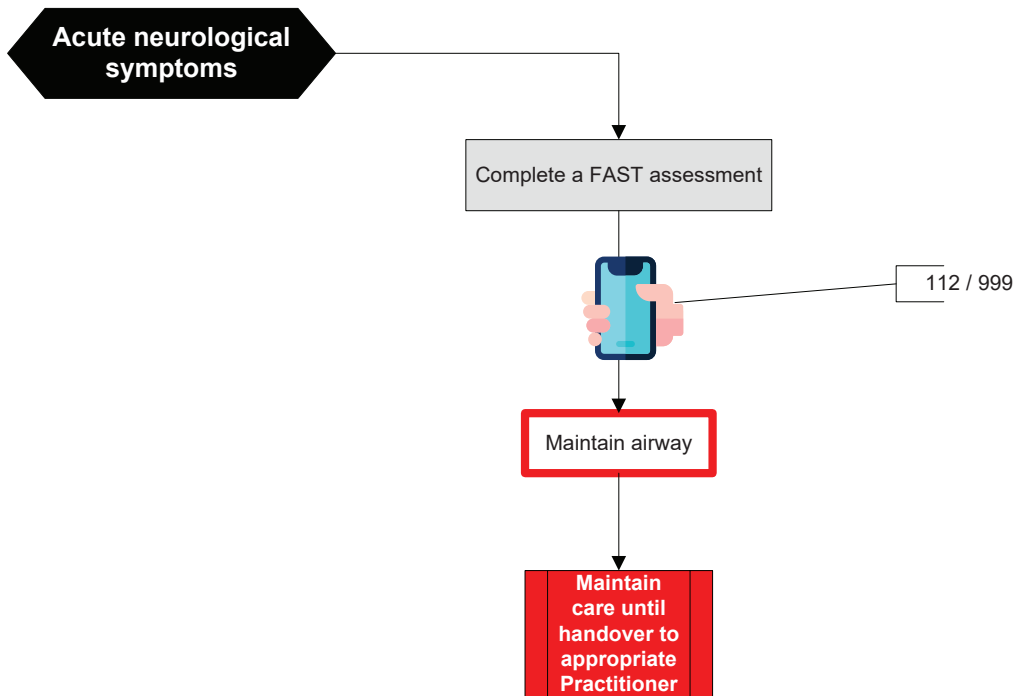 Acute neurological
symptoms
Complete a FAST assessment
112 / 999
Maintain airway
Maintain
care until
handover to
appropriate
Practitioner